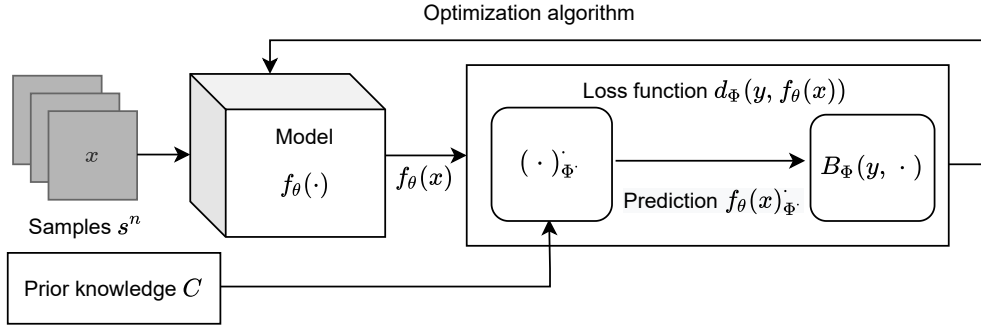 Optimization algorithm
Loss function d_Φ(y, f_θ(x))
Model
x
f_θ(·)
f_θ(x)
(·)^·_Φ·
B_Φ(y, ·)
Prediction f_θ(x)^·_Φ·
Samples s^n
Prior knowledge C